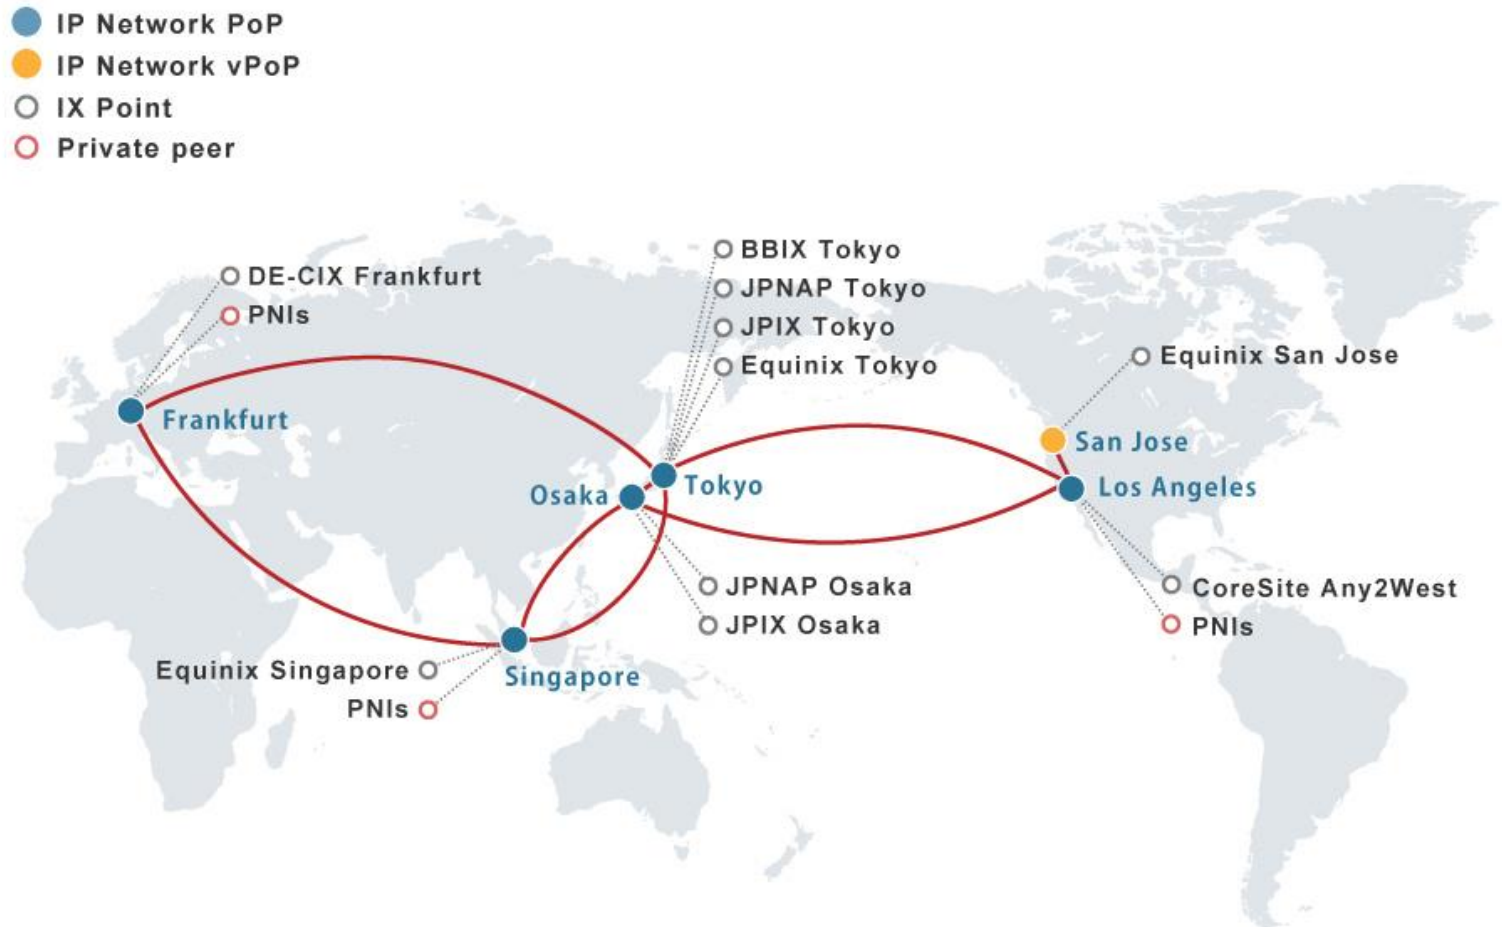 IP Network PoP
IP Network vPoP
IX Point
Private peer
BBIX Tokyo
DE-CIX Frankfurt
JPNAP Tokyo
PNIs
JPIX Tokyo
Equinix San Jose
Equinix Tokyo
Frankfurt
San Jose
Tokyo
Los Angeles
Osaka
JPNAP Osaka
CoreSite Any2West
JPIX Osaka
PNIs
Equinix Singapore
Singapore
PNIs